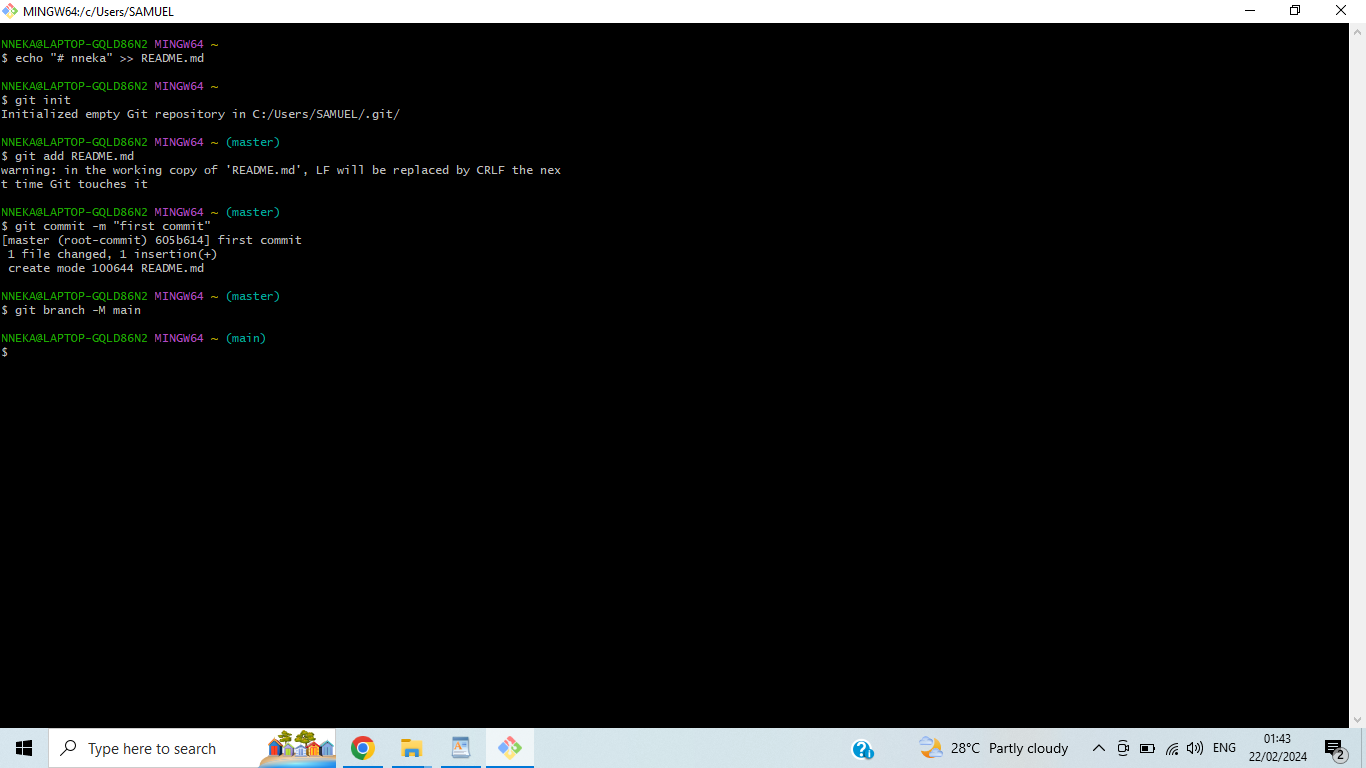 MINGW64:/c/Users/SAMUEL
NNEKA@LAPTOP-GQLD86N2 MINGW64 ~
$ echo "# nneka" >> README.md
NNEKA@LAPTOP-GQLD86N2 MINGW64 ~
$ git init
Initialized empty Git repository in C:/Users/SAMUEL/.git/
NNEKA@LAPTOP-GQLD86N2 MINGW64 ~ (master)
$ git add README.md
warning: in the working copy of 'README.md', LF will be replaced by CRLF the nex
t time Git touches it
NNEKA@LAPTOP-GQLD86N2 MINGW64 ~ (master)
$ git commit -m "first commit"
[master (root-commit) 605b614] first commit
 1 file changed, 1 insertion(+)
 create mode 100644 README.md
NNEKA@LAPTOP-GQLD86N2 MINGW64 ~ (master)
$ git branch -M main
NNEKA@LAPTOP-GQLD86N2 MINGW64 ~ (main)
$
Type here to search
28°C Partly cloudy
ENG
01:43
22/02/2024
2